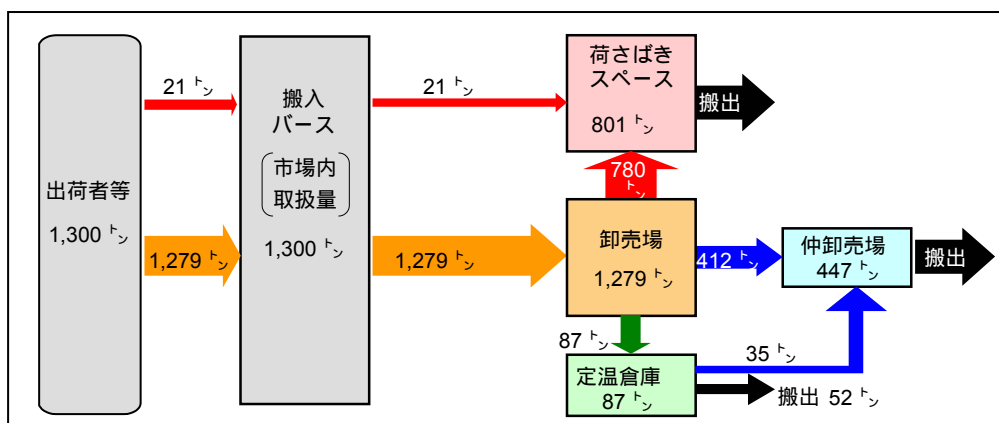 出荷者等
1,300 トン
21 トン
1,279 トン
搬入
バース
市場内
取扱量
1,300 トン
21 トン
1,279 トン
荷さばき
スペース
801 トン
搬出
780
トン
卸売場
1,279 トン
412 トン
仲卸売場
447 トン
搬出
87 トン
定温倉庫
87 トン
35 トン
搬出 52 トン